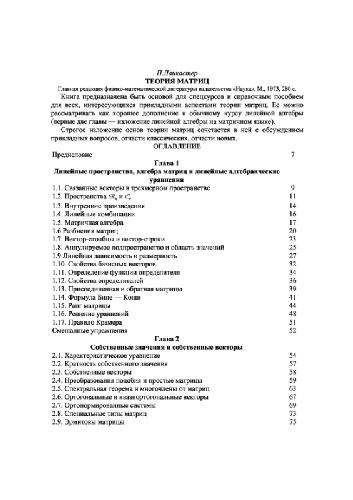 П.Ланкастер
ТЕОРИЯ МАТРИЦ
Главная редакция физико-математической литературы издательства «Наука», М., 1973, 280 с.
Книга предназначена быть основой для спецкурсов и справочным пособием
для всех, интересующихся прикладными аспектами теории матриц. Ее можно
рассматривать как хорошее дополнение к обычному курсу линейной алгебры
(первые две главы — изложение линейной алгебры на матричном языке).
Строгое изложение основ теории матриц сочетается в ней с обсуждением
прикладных вопросов, отчасти классических, отчасти новых.
ОГЛАВЛЕНИЕ
Предисловие 7
Глава 1
Линейные пространства, алгебра матриц и линейные алгебраические
уравнения
1.1. Связанные векторы в трехмерном пространстве 9
1.2. Пространства и 11
1.3. Внутренние произведения 14
1.4. Линейные комбинации 16
1.5. Матричная алгебра 17
1.6 Разбиения матриц 20
1.7. Вектор-столбцы и вектор-строки 23
1.8. Аннулируемое подпространство и область значений 25
1.9 Линейная зависимость и размерность 27
1.10. Свойства базисных векторов 32
1.11. Определение функции определителя 34
1.12. Свойства определителей 36
1.13. Присоединенная и обратная матрицы 39
1.14. Формула Бине — Коши 41
1.15. Ранг матрицы 44
1.16. Решение уравнений 48
1.17. Правило Крамера 51
Смешанные упражнения 52
Глава 2
Собственные значения и собственные векторы
2.1. Характеристическое уравнение 54
2.2. Кратность собственного значения 57
2.3. Собственные векторы 58
2.4. Преобразования подобия и простые матрицы 59
2.5. Спектральная теорема и многочлены от матриц 63
2.6. Ортогональные и квазиортогональные векторы 67
2.7. Ортонормированные системы 69
2.8. Специальные типы матриц 73
2.9. Эрмитовы матрицы 75